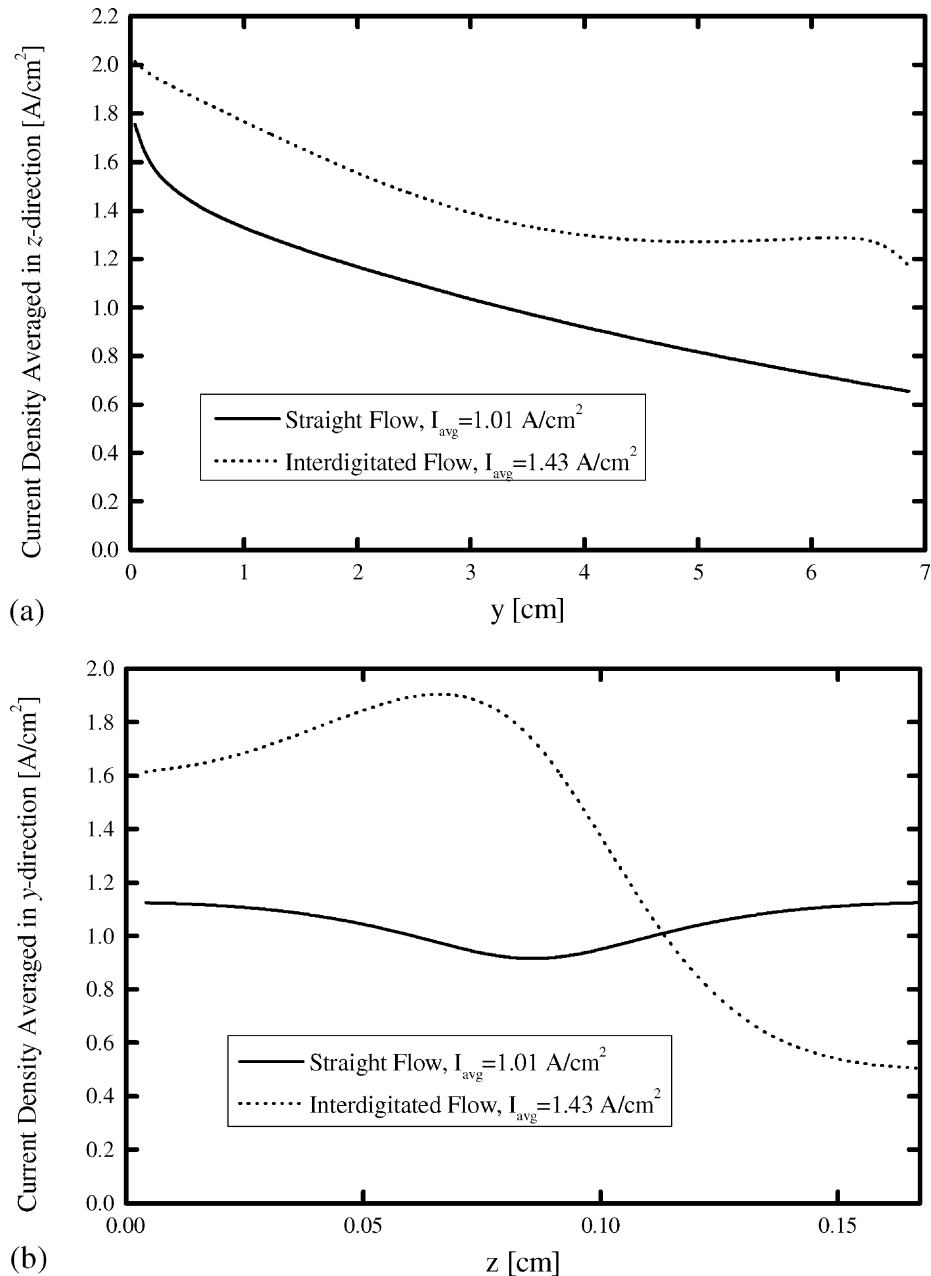 2.2
2.0
1.8
1.6
1.4
1.2
1.0
0.8
0.6
0.4
0.2
0.0
Current Density Averaged in z-direction [A/cm²]
Straight Flow, Iavg=1.01 A/cm²
Interdigitated Flow, Iavg=1.43 A/cm²
0 1 2 3 4 5 6 7
y [cm]
(a)
2.0
1.8
1.6
1.4
1.2
1.0
0.8
0.6
0.4
0.2
0.0
Current Density Averaged in y-direction [A/cm²]
Straight Flow, Iavg=1.01 A/cm²
Interdigitated Flow, Iavg=1.43 A/cm²
0.00 0.05 0.10 0.15
z [cm]
(b)